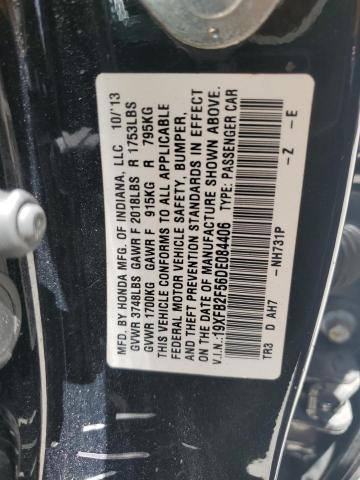 MFD. BY HONDA MFG. OF INDIANA, LLC 10/13
GVWR 3748LBS GAWR F 2018LBS R 1753LBS
GVWR 1700KG GAWR F 915KG R 795KG
THIS VEHICLE CONFORMS TO ALL APPLICABLE
FEDERAL MOTOR VEHICLE SAFETY, BUMPER,
AND THEFT PREVENTION STANDARDS IN EFFECT
ON THE DATE OF MANUFACTURE SHOWN ABOVE.
V.I.N.:19XFB2F56DE084406 TYPE: PASSENGER CAR
TR3 D AH7 -NH731P -Z -E